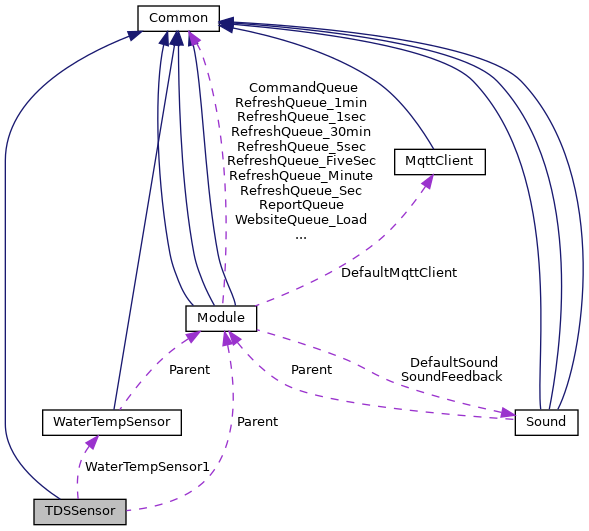 Common
CommandQueue
RefreshQueue_1min
RefreshQueue_1sec
RefreshQueue_30min
RefreshQueue_5sec
RefreshQueue_FiveSec
RefreshQueue_Minute
RefreshQueue_Sec
ReportQueue
WebsiteQueue_Load
...
MqttClient
DefaultMqttClient
Module
Parent
Parent
DefaultSound
SoundFeedback
WaterTempSensor
Parent
Sound
WaterTempSensor1
TDSSensor